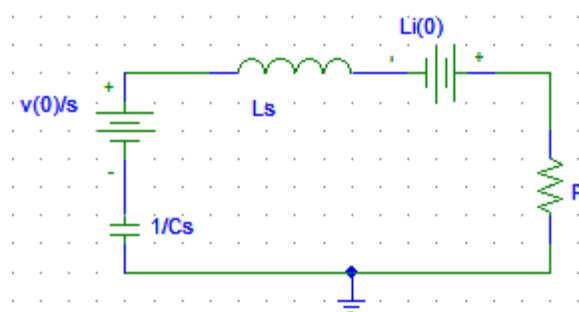 Li(0)
+
-
+
v(0)/s
Ls
-
1/Cs